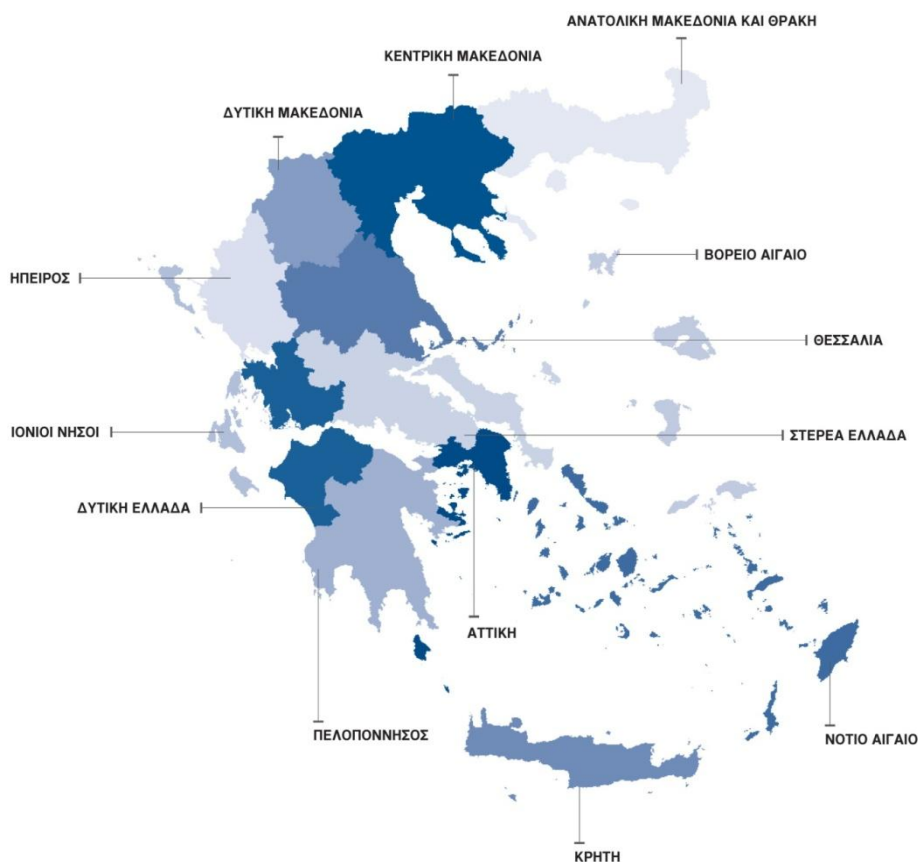 ΑΝΑΤΟΛΙΚΗ ΜΑΚΕΔΟΝΙΑ ΚΑΙ ΘΡΑΚΗ
ΚΕΝΤΡΙΚΗ ΜΑΚΕΔΟΝΙΑ
ΔΥΤΙΚΗ ΜΑΚΕΔΟΝΙΑ
ΒΟΡΕΙΟ ΑΙΓΑΙΟ
ΗΠΕΙΡΟΣ
ΘΕΣΣΑΛΙΑ
ΙΟΝΙΟΙ ΝΗΣΟΙ
ΣΤΕΡΕΑ ΕΛΛΑΔΑ
ΔΥΤΙΚΗ ΕΛΛΑΔΑ
ΑΤΤΙΚΗ
ΠΕΛΟΠΟΝΝΗΣΟΣ
ΝΟΤΙΟ ΑΙΓΑΙΟ
ΚΡΗΤΗ